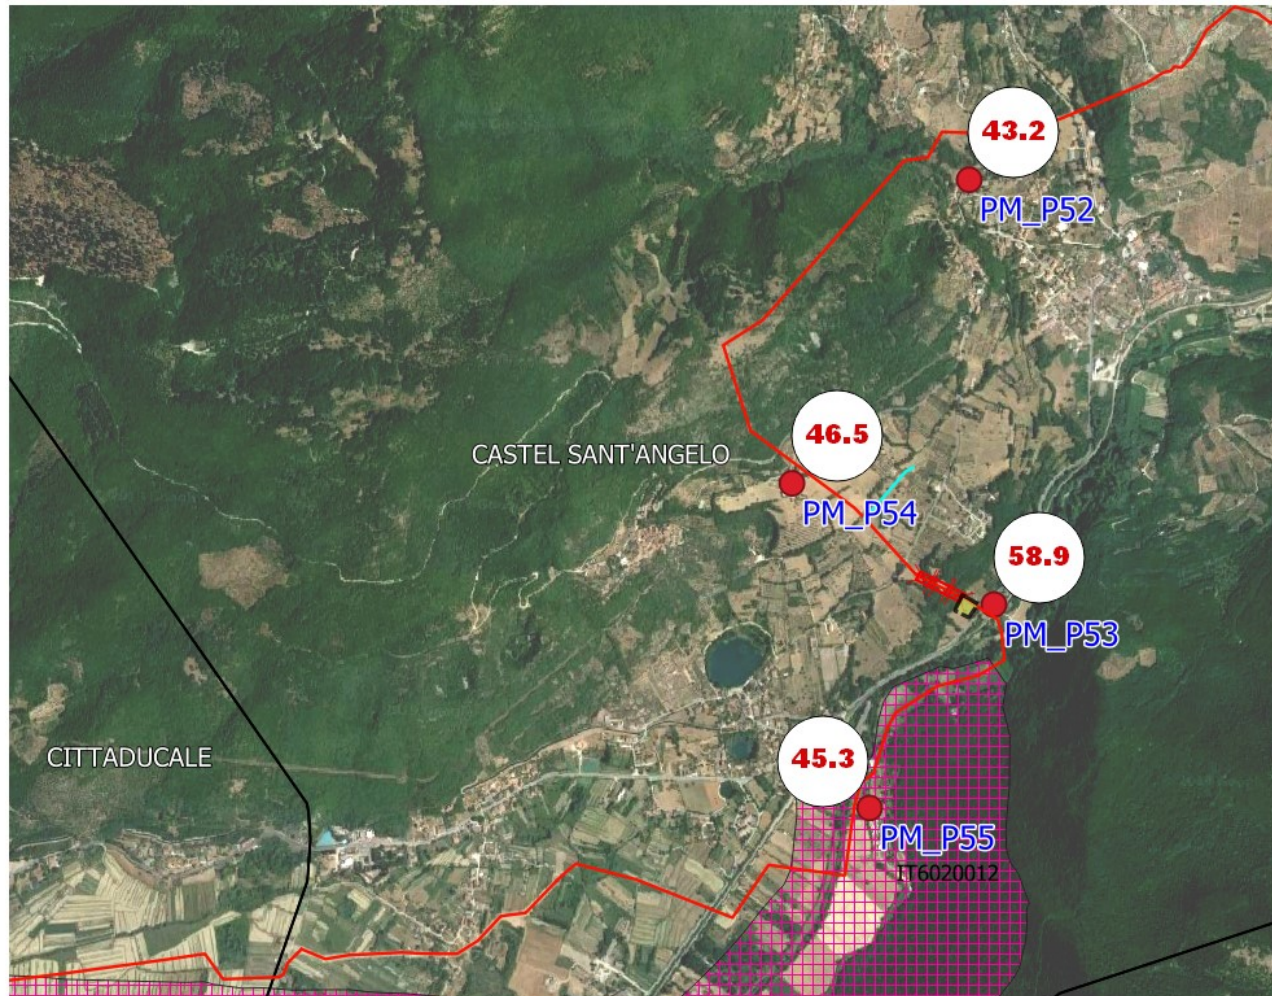 43.2
PM_P52
46.5
CASTEL SANT'ANGELO
PM_P54
58.9
PM_P53
CITTADUCALE
45.3
PM_P55
IT6020012